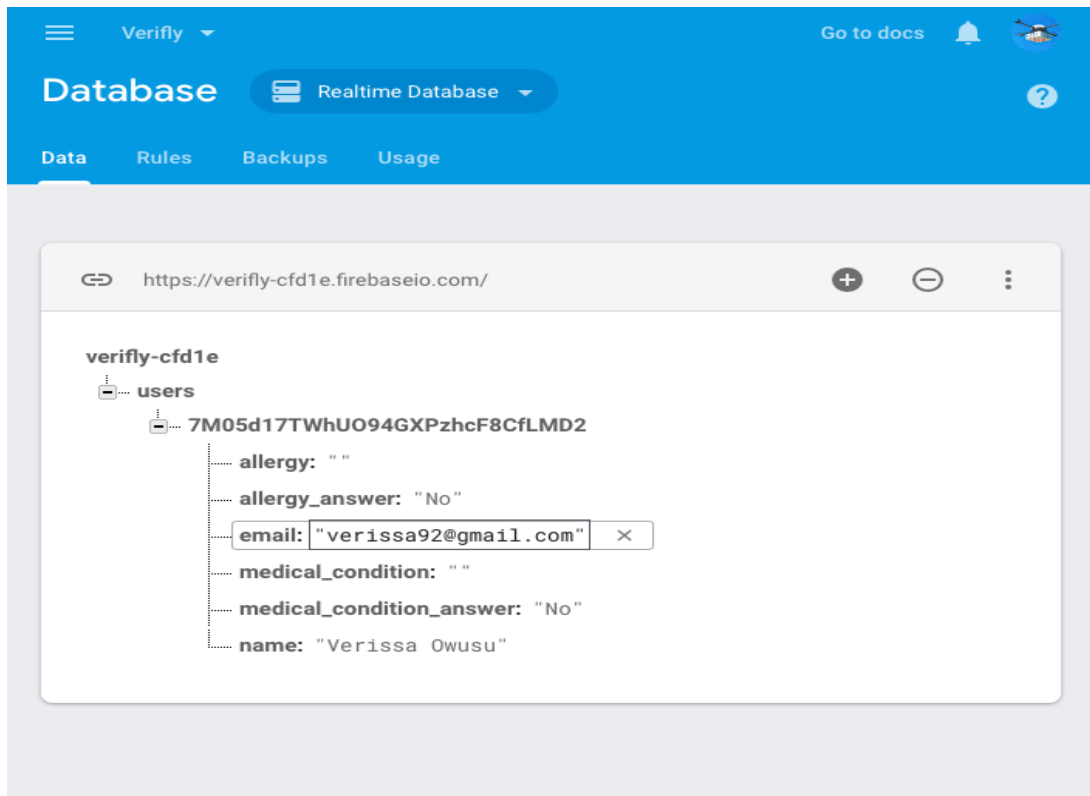 Verifly Go to docs
Database Realtime Database ?
Data Rules Backups Usage
https://verifly-cfd1e.firebaseio.com/
verifly-cfd1e
users
7M05d17TWhUO94GXPzhcF8CfLMD2
allergy: ""
allergy_answer: "No"
email: "verissa92@gmail.com"
medical_condition: ""
medical_condition_answer: "No"
name: "Verissa Owusu"